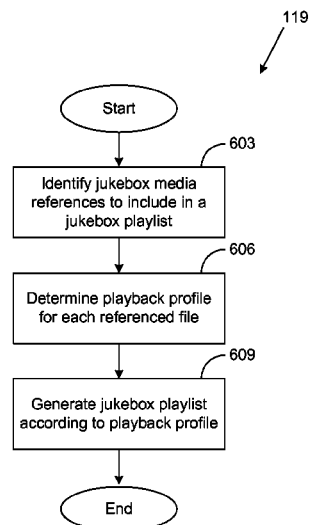 119
Start
603
Identify jukebox media
references to include in a
jukebox playlist
606
Determine playback profile
for each referenced file
609
Generate jukebox playlist
according to playback profile
End